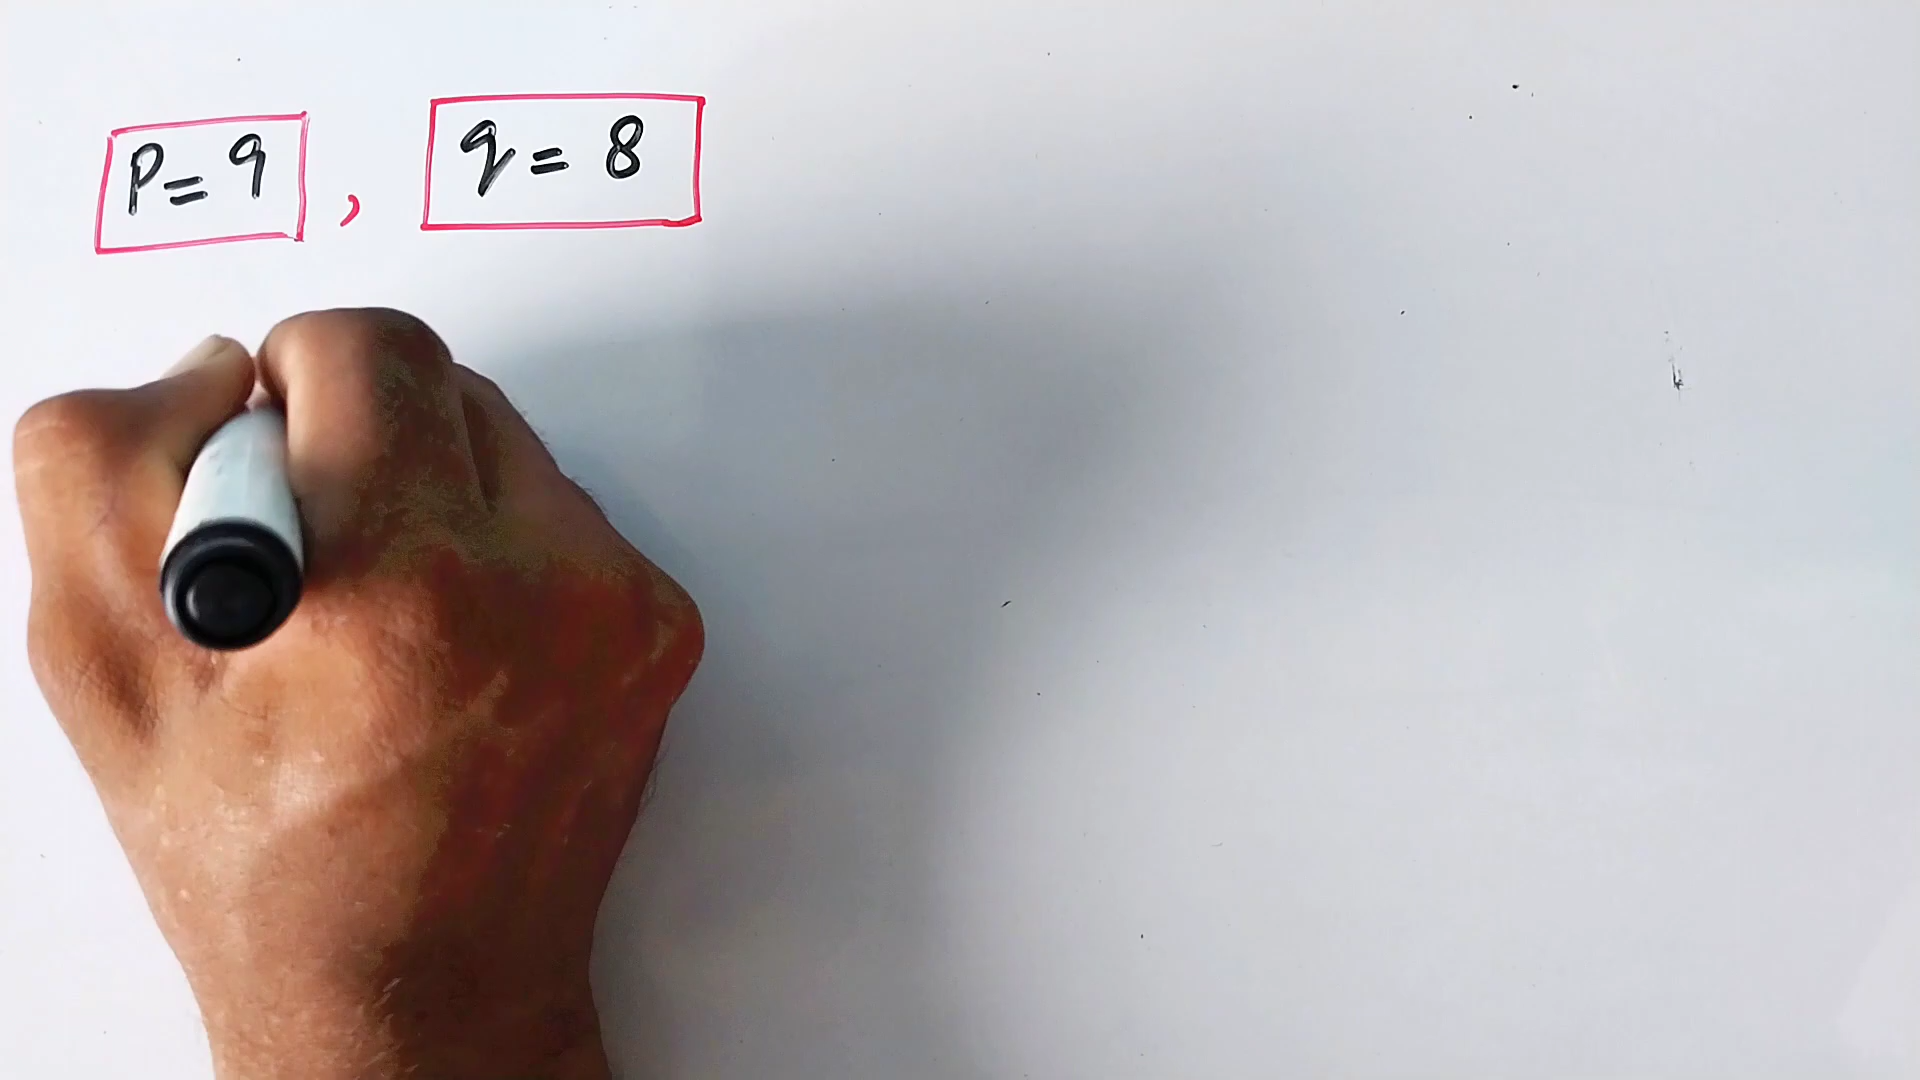 P = 9 , q = 8